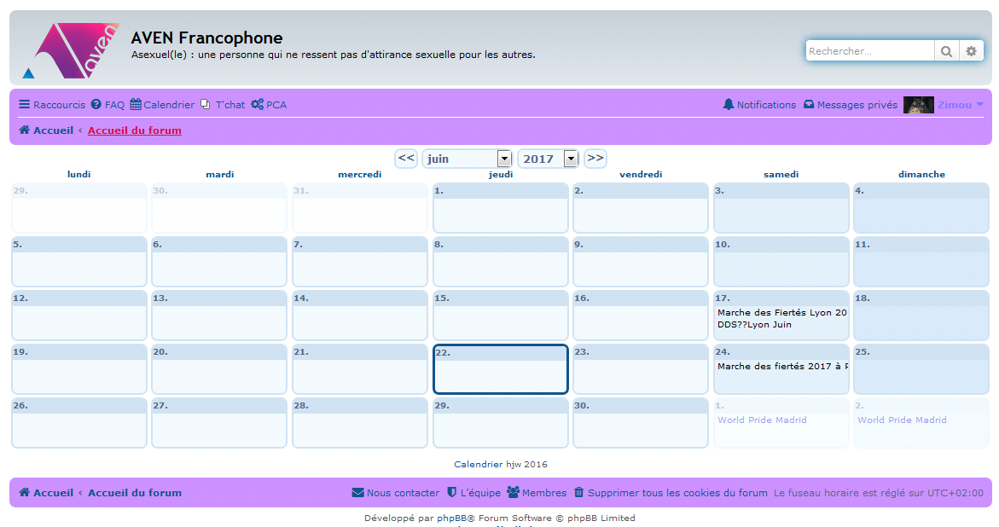 aven
AVEN Francophone
Asexuel(le) : une personne qui ne ressent pas d'attirance sexuelle pour les autres.
Rechercher...
Raccourcis FAQ Calendrier T'chat PCA Notifications Messages privés Zimou
Accueil ‹ Accueil du forum
<< juin 2017 >>
lundi mardi mercredi jeudi vendredi samedi dimanche
29. 30. 31. 1. 2. 3. 4.
5. 6. 7. 8. 9. 10. 11.
12. 13. 14. 15. 16. 17. 18.
Marche des Fiertés Lyon 20
DDS??Lyon Juin
19. 20. 21. 22. 23. 24. 25.
Marche des fiertés 2017 à
26. 27. 28. 29. 30. 1. 2.
World Pride Madrid World Pride Madrid
Calendrier hjw 2016
Accueil ‹ Accueil du forum Nous contacter L'équipe Membres Supprimer tous les cookies du forum Le fuseau horaire est réglé sur UTC+02:00
Développé par phpBB® Forum Software © phpBB Limited